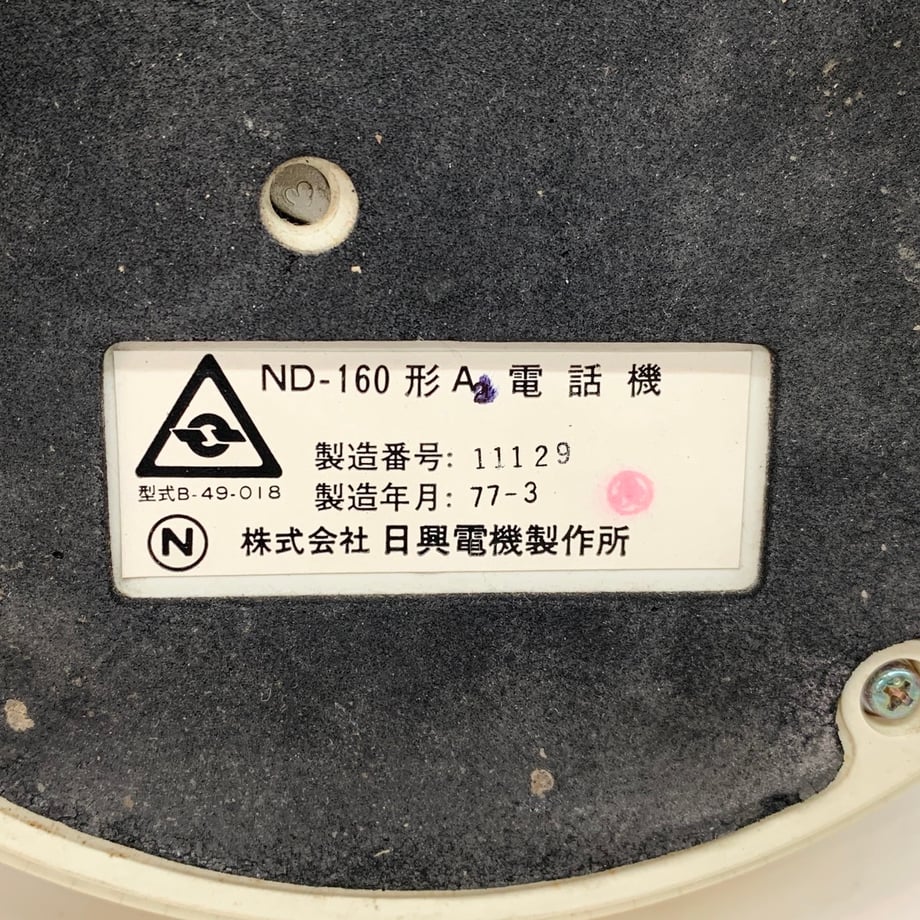 ND-160 形 A2 電話機
製造番号: 11129
型式B-49-018
製造年月: 77-3
N 株式会社 日興電機製作所
3